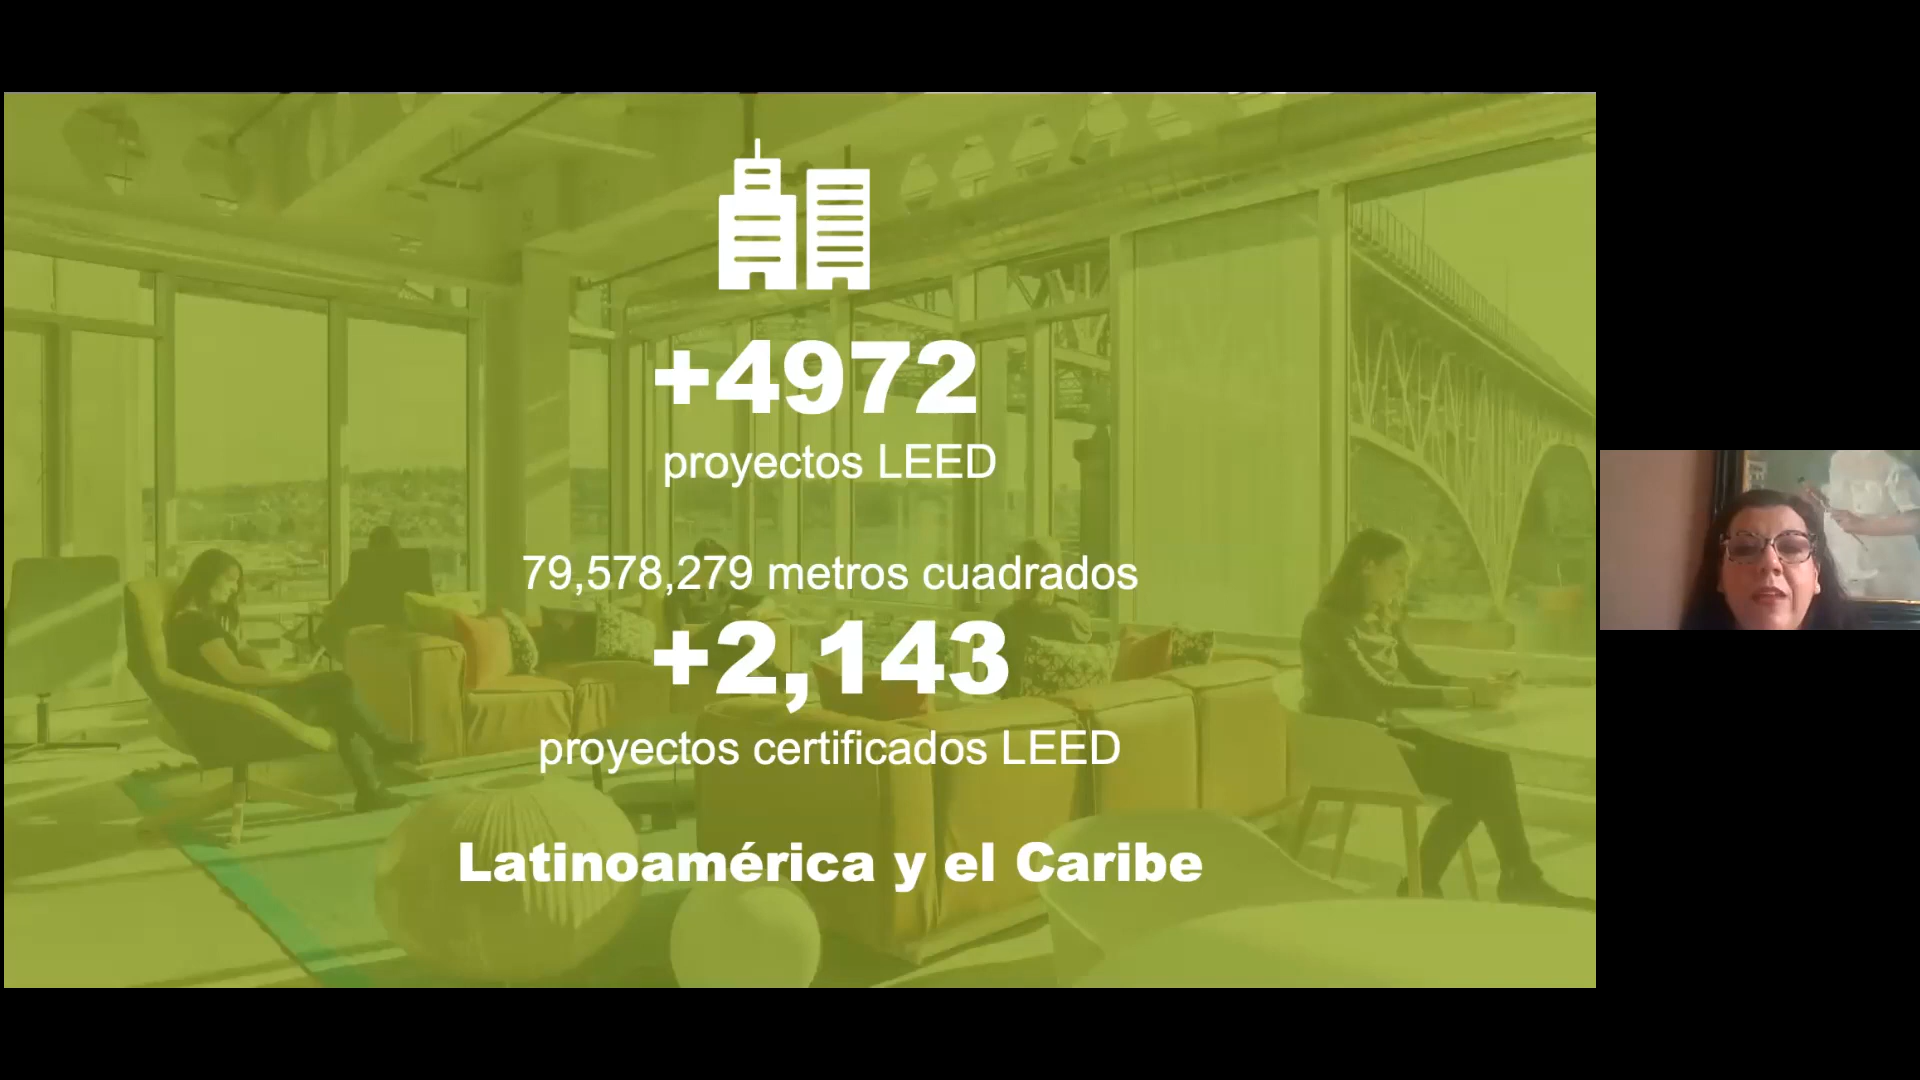 +4972
proyectos LEED
79,578,279 metros cuadrados
+2,143
proyectos certificados LEED
Latinoamérica y el Caribe